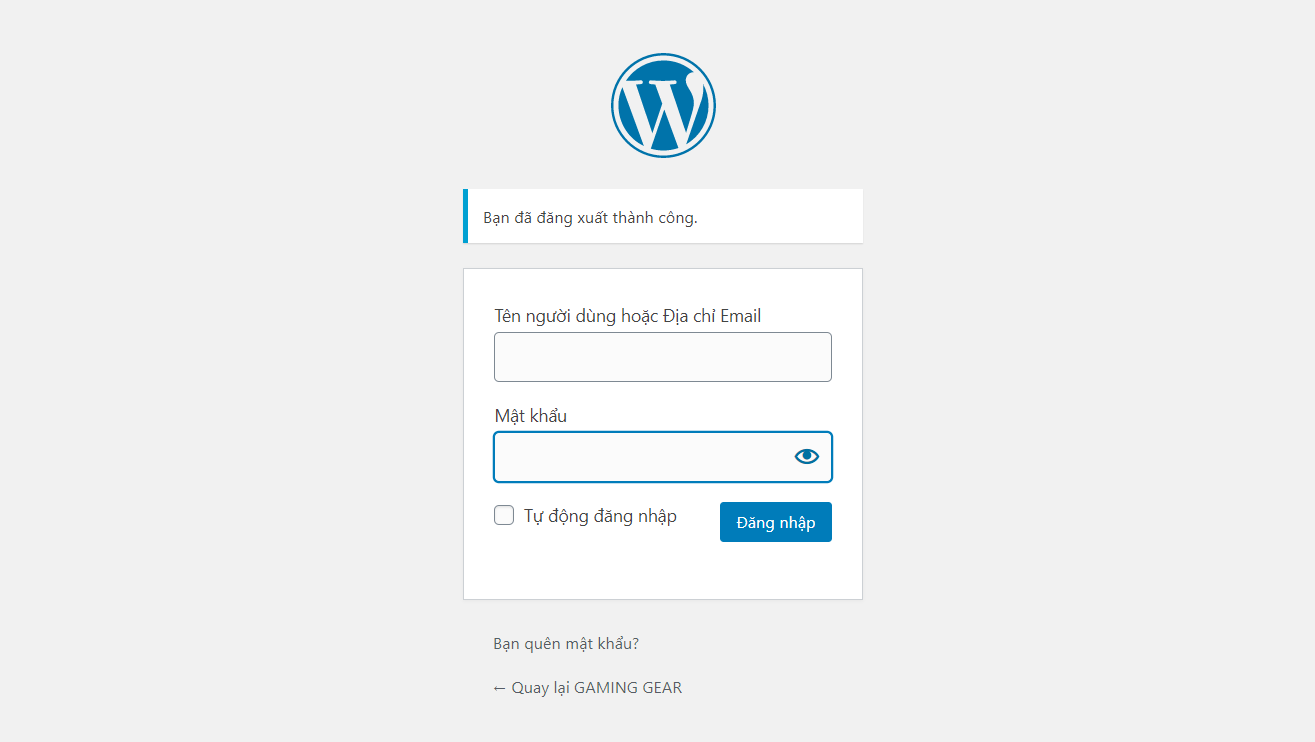 Bạn đã đăng xuất thành công.
Tên người dùng hoặc Địa chỉ Email
Mật khẩu
Tự động đăng nhập
Đăng nhập
Bạn quên mật khẩu?
← Quay lại GAMING GEAR